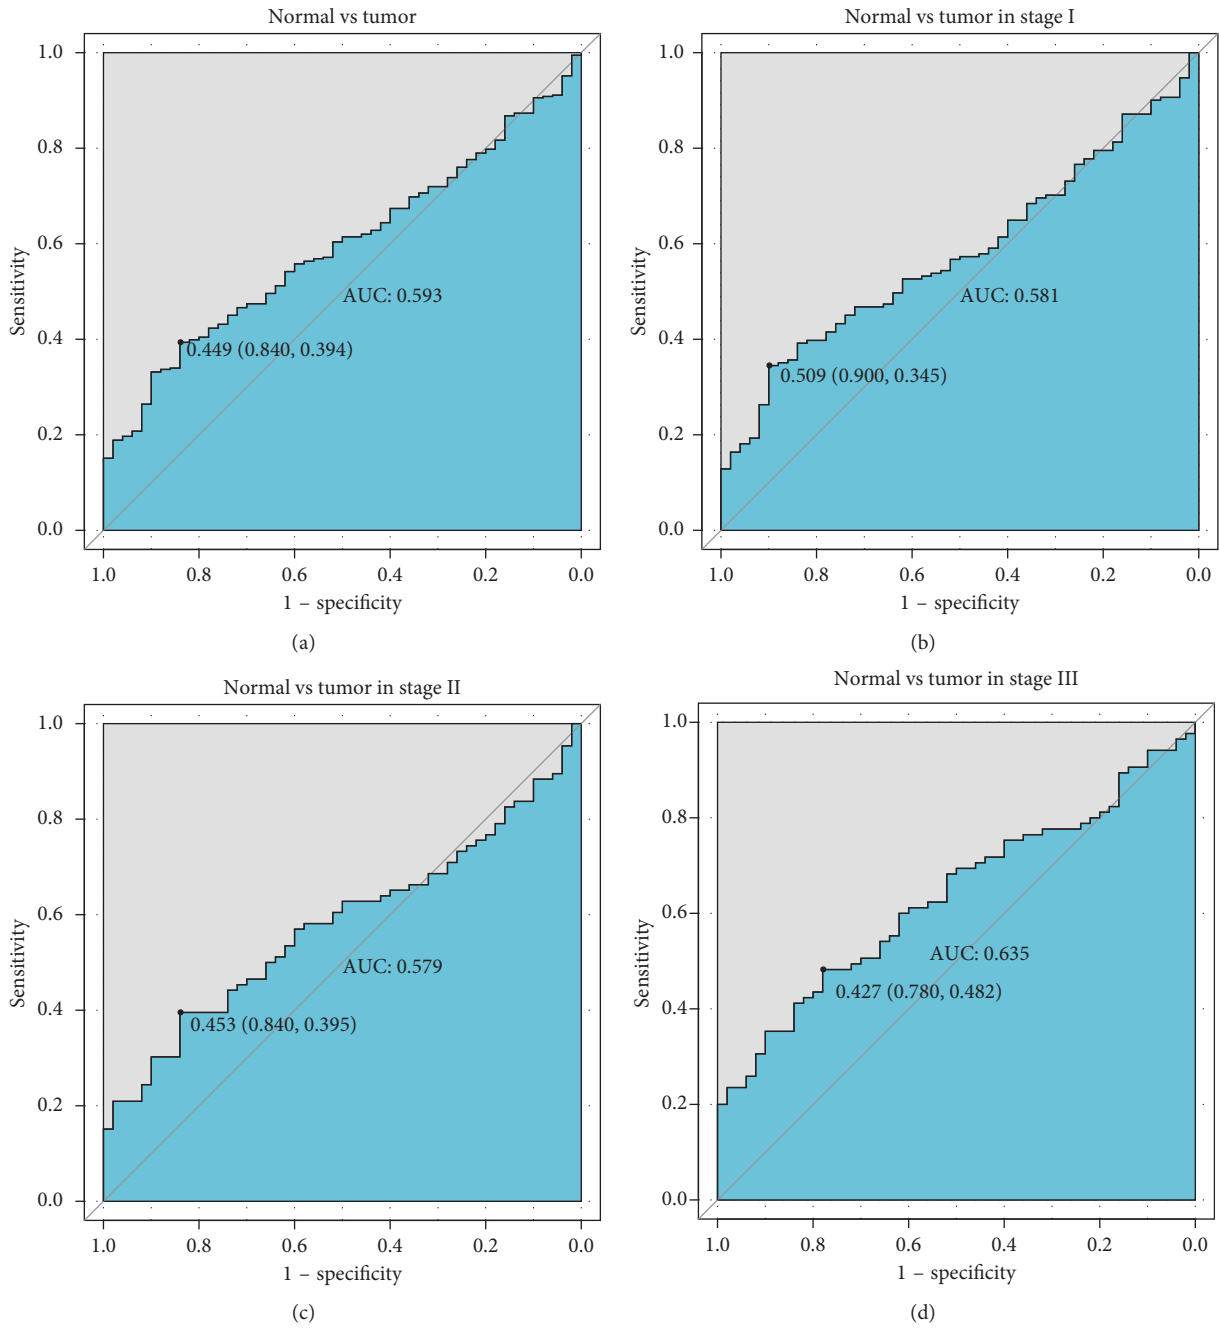 Normal vs tumor
1.0
0.8
0.6
0.4
0.2
0.0
Sensitivity
AUC: 0.593
0.449 (0.840, 0.394)
1.0 0.8 0.6 0.4 0.2 0.0
1 – specificity
(a)
Normal vs tumor in stage I
1.0
0.8
0.6
0.4
0.2
0.0
Sensitivity
AUC: 0.581
0.509 (0.900, 0.345)
1.0 0.8 0.6 0.4 0.2 0.0
1 – specificity
(b)
Normal vs tumor in stage II
1.0
0.8
0.6
0.4
0.2
0.0
Sensitivity
AUC: 0.579
0.453 (0.840, 0.395)
1.0 0.8 0.6 0.4 0.2 0.0
1 – specificity
(c)
Normal vs tumor in stage III
1.0
0.8
0.6
0.4
0.2
0.0
Sensitivity
AUC: 0.635
0.427 (0.780, 0.482)
1.0 0.8 0.6 0.4 0.2 0.0
1 – specificity
(d)